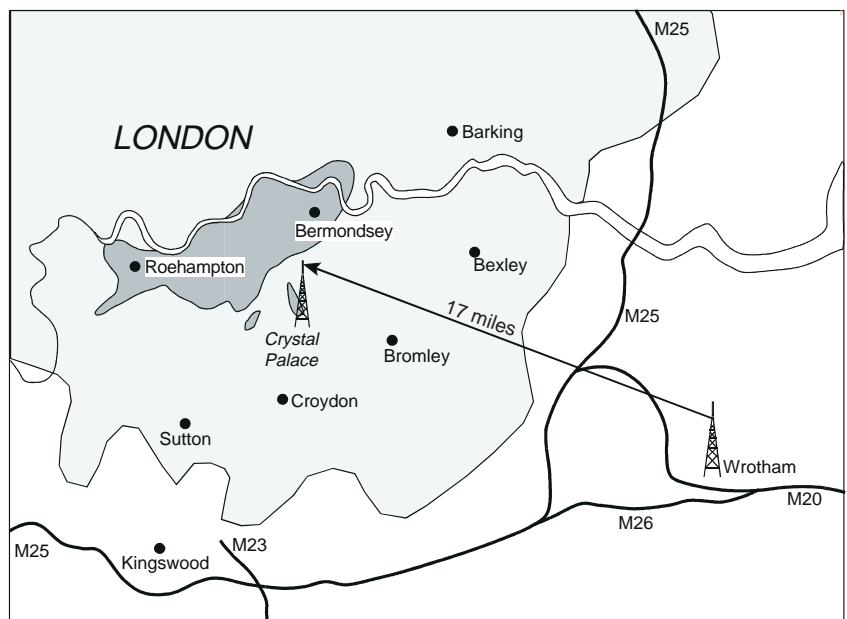 M25
LONDON
Barking
Bermondsey
Bexley
Roehampton
17 miles
M25
Crystal
Palace
Bromley
Croydon
Sutton
Wrotham
M20
M26
M25
M23
Kingswood